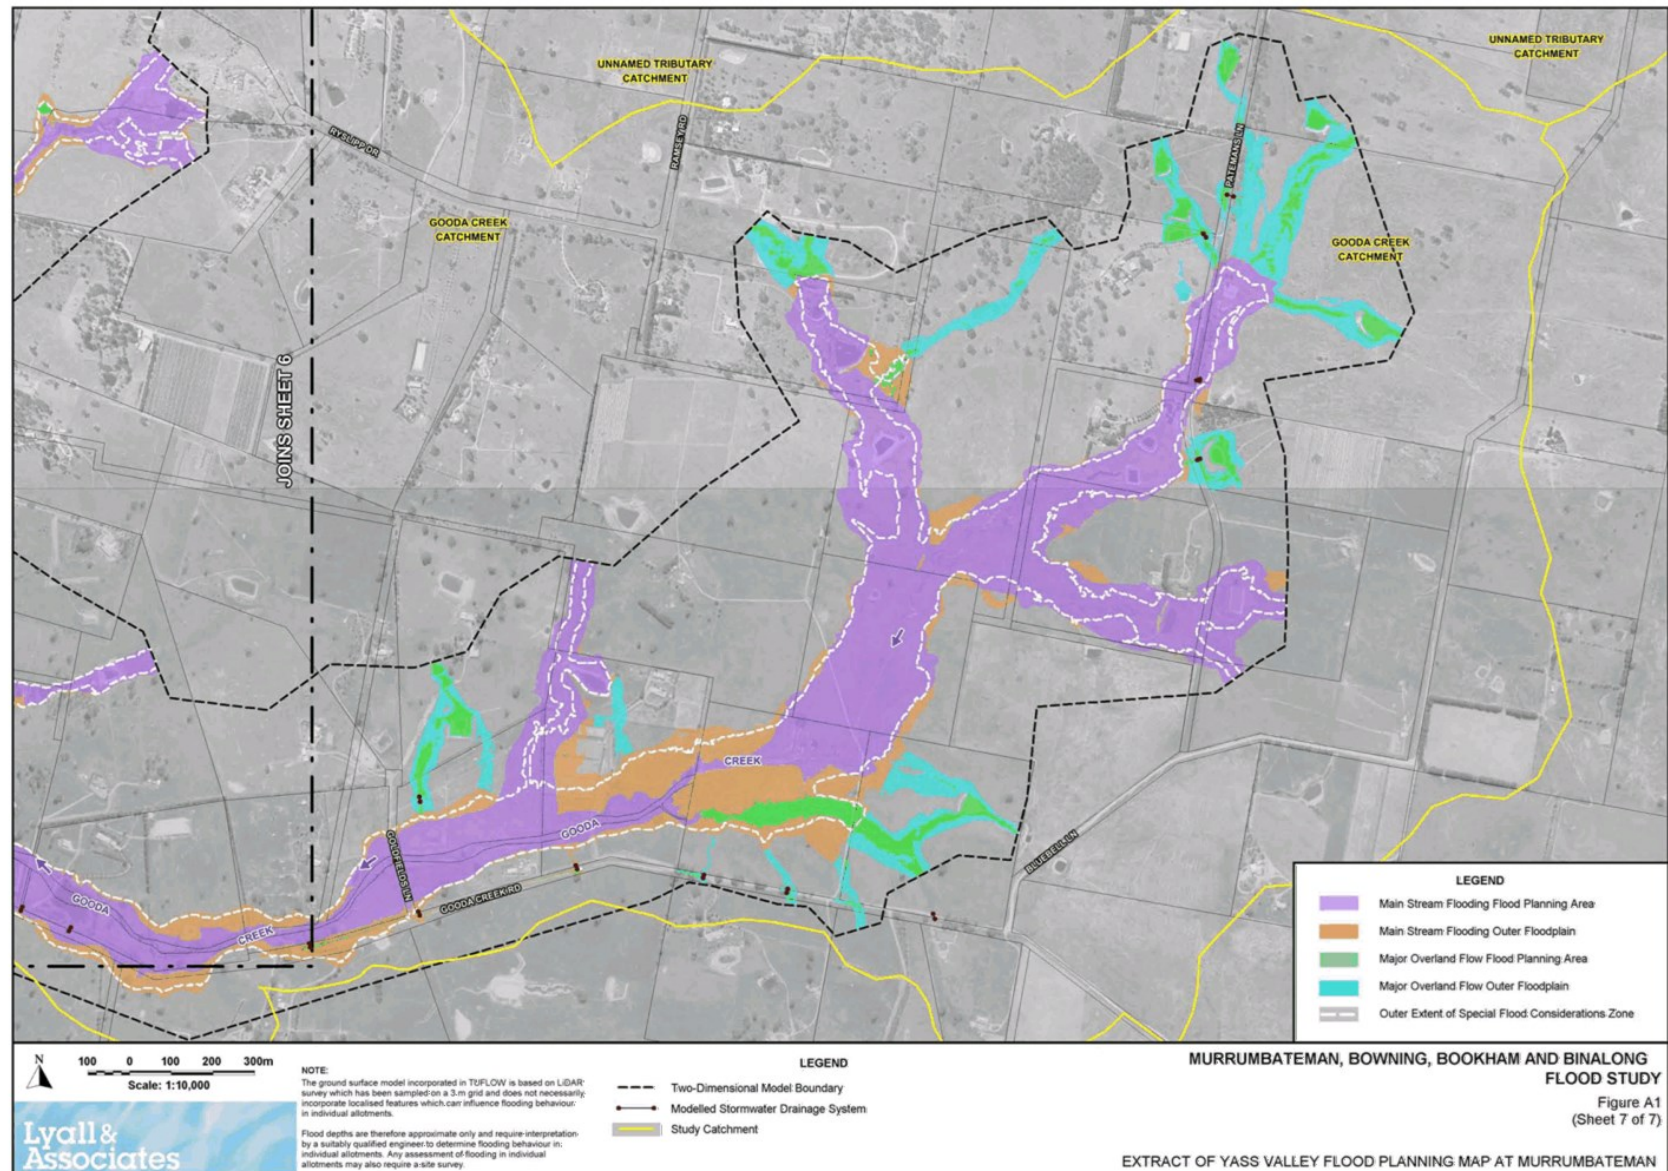 UNNAMED TRIBUTARY
CATCHMENT
UNNAMED TRIBUTARY
CATCHMENT
RYSLIPP DR
RAMSEY RD
PATEMANS LN
GOODA CREEK
CATCHMENT
GOODA CREEK
CATCHMENT
JOINS SHEET 6
CREEK
GOODA
GOLDFIELDS LN
GOODA CREEK RD
BLUEBELL LN
GOODA
CREEK
LEGEND
Main Stream Flooding Flood Planning Area
Main Stream Flooding Outer Floodplain
Major Overland Flow Flood Planning Area
Major Overland Flow Outer Floodplain
Outer Extent of Special Flood Considerations Zone
N
100 0 100 200 300m
Scale: 1:10,000
Lyall &
Associates
NOTE:
The ground surface model incorporated in TUFLOW is based on LiDAR
survey which has been sampled on a 3 m grid and does not necessarily
incorporate localised features which can influence flooding behaviour
in individual allotments.
Flood depths are therefore approximate only and require interpretation
by a suitably qualified engineer to determine flooding behaviour in
individual allotments. Any assessment of flooding in individual
allotments may also require a site survey.
LEGEND
Two-Dimensional Model Boundary
Modelled Stormwater Drainage System
Study Catchment
MURRUMBATEMAN, BOWNING, BOOKHAM AND BINALONG
FLOOD STUDY
Figure A1
(Sheet 7 of 7)
EXTRACT OF YASS VALLEY FLOOD PLANNING MAP AT MURRUMBATEMAN